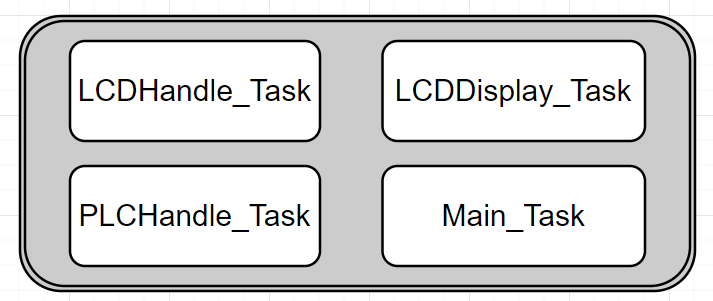 LCDHandle_Task
LCDDisplay_Task
PLCHandle_Task
Main_Task